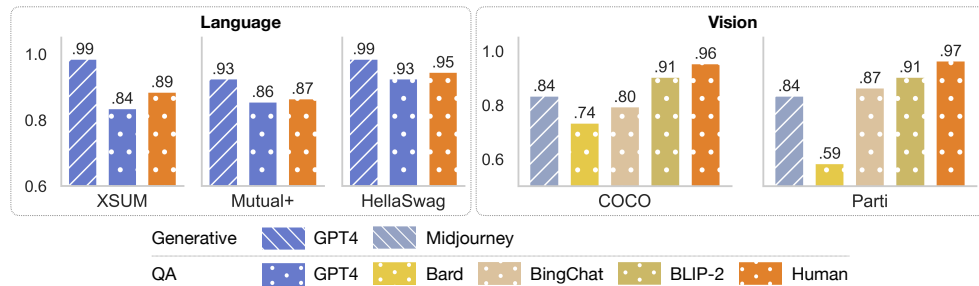 Language
1.0
0.8
0.6
.99
.84
.89
XSUM
.93
.86
.87
Mutual+
.99
.93
.95
HellaSwag
Vision
1.0
0.8
0.6
.84
.74
.80
.91
.96
COCO
.84
.59
.87
.91
.97
Parti
Generative GPT4 Midjourney
QA GPT4 Bard BingChat BLIP-2 Human